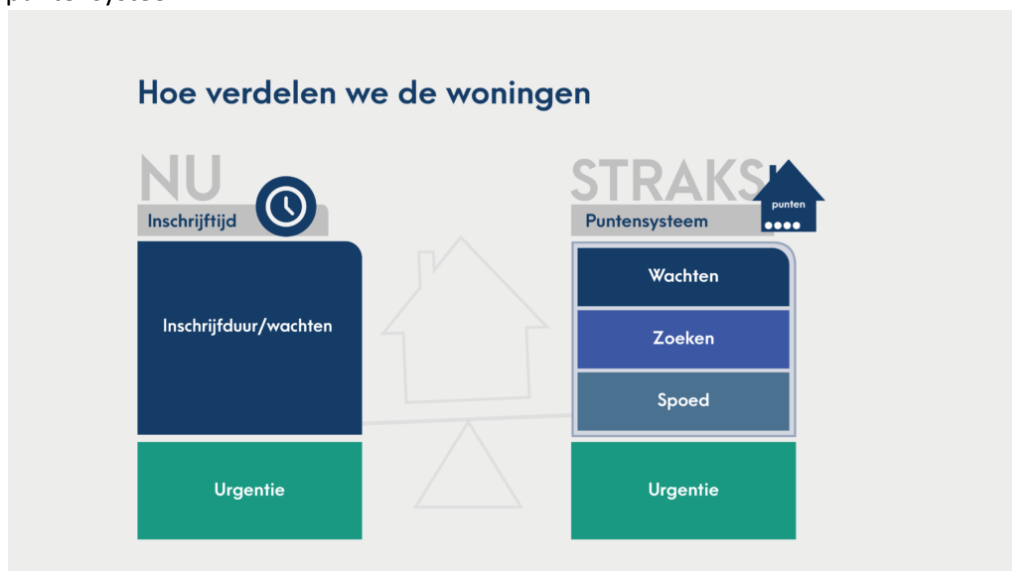 Hoe verdelen we de woningen
NU
Inschrijftijd
Inschrijfduur/wachten
Urgentie
STRAKS
punten
Puntensysteem
Wachten
Zoeken
Spoed
Urgentie